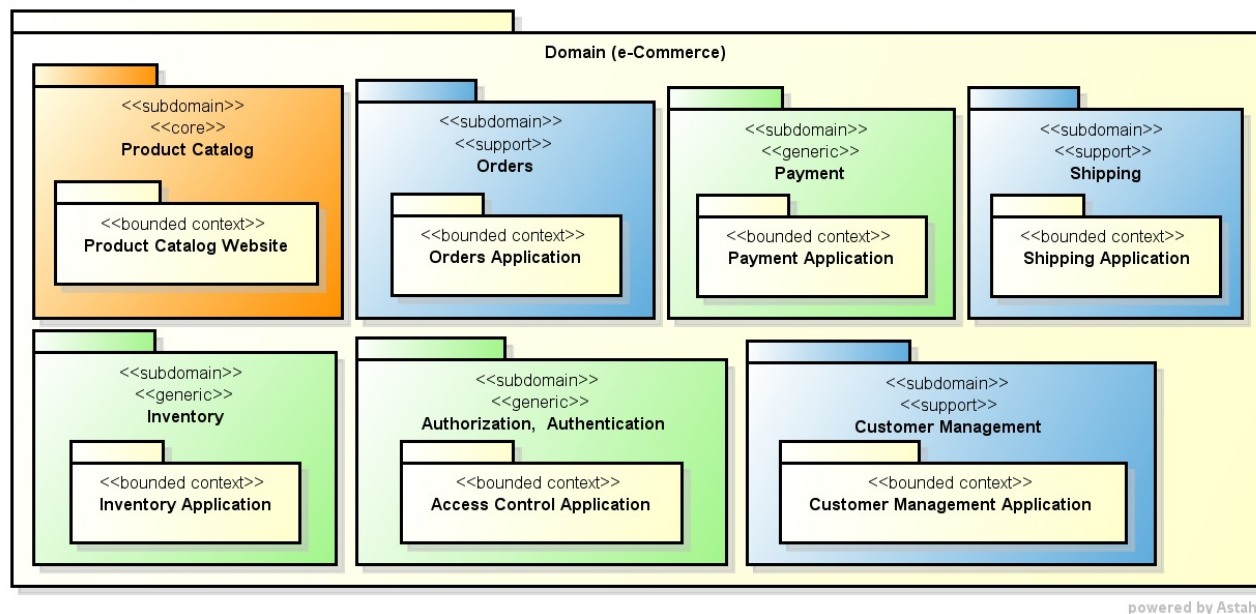 Domain (e-Commerce)
<<subdomain>>
<<core>>
Product Catalog
<<bounded context>>
Product Catalog Website
<<subdomain>>
<<support>>
Orders
<<bounded context>>
Orders Application
<<subdomain>>
<<generic>>
Payment
<<bounded context>>
Payment Application
<<subdomain>>
<<support>>
Shipping
<<bounded context>>
Shipping Application
<<subdomain>>
<<generic>>
Inventory
<<bounded context>>
Inventory Application
<<subdomain>>
<<generic>>
Authorization, Authentication
<<bounded context>>
Access Control Application
<<subdomain>>
<<support>>
Customer Management
<<bounded context>>
Customer Management Application
powered by Astah